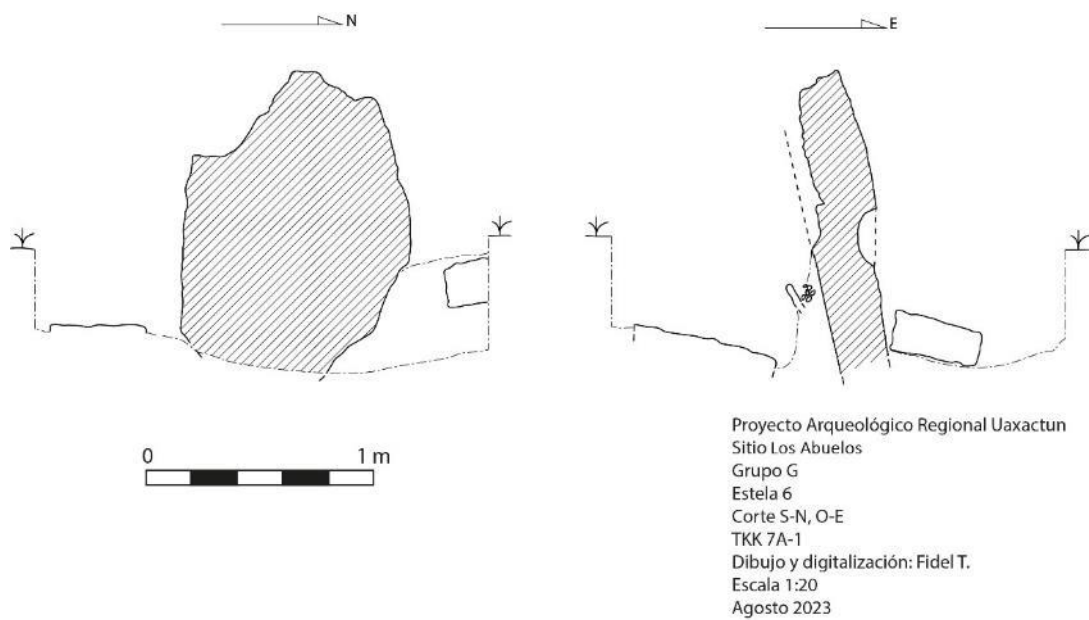 N
E
0 1 m
Proyecto Arqueológico Regional Uaxactun
Sitio Los Abuelos
Grupo G
Estela 6
Corte S-N, O-E
TKK 7A-1
Dibujo y digitalización: Fidel T.
Escala 1:20
Agosto 2023